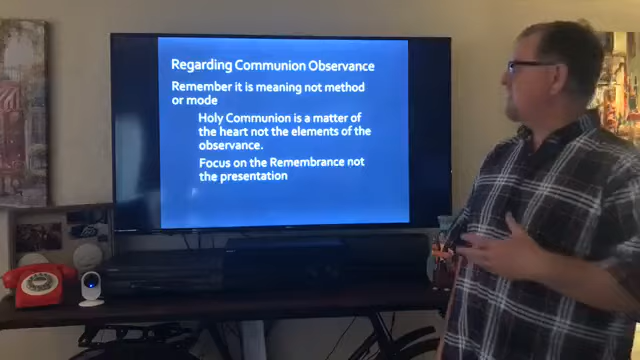 Regarding Communion Observance
Remember it is meaning not method
or mode
Holy Communion is a matter of
the heart not the elements of the
observance.
Focus on the Remembrance not
the presentation